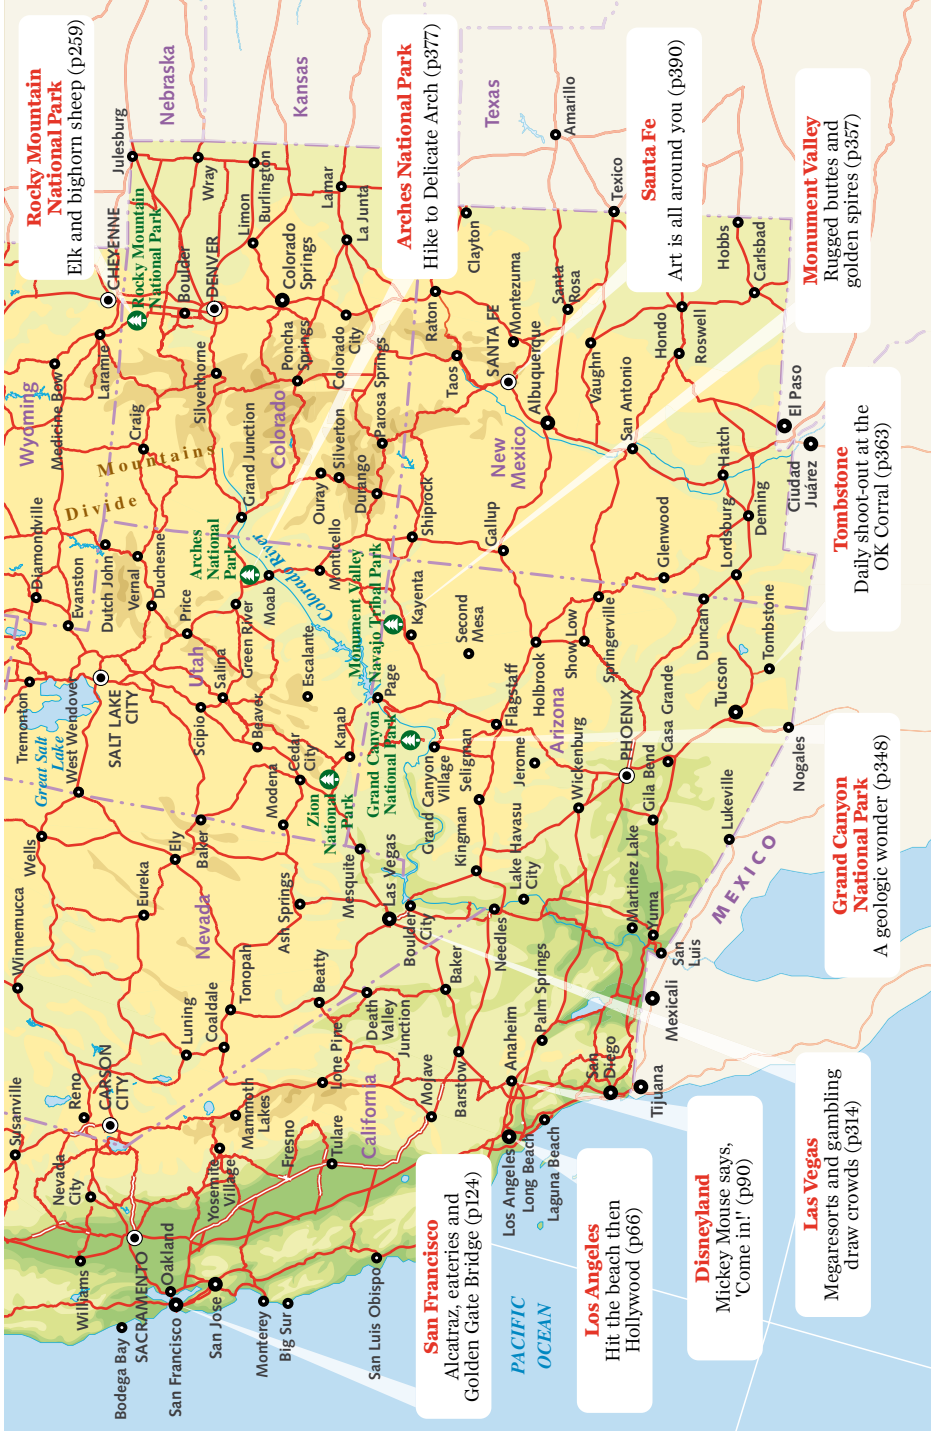 Rocky Mountain
National Park
Elk and bighorn sheep (p259)
Arches National Park
Hike to Delicate Arch (p377)
Santa Fe
Art is all around you (p390)
Monument Valley
Rugged buttes and
golden spires (p357)
Tombstone
Daily shoot-out at the
OK Corral (p363)
Grand Canyon
National Park
A geologic wonder (p348)
Las Vegas
Megaresorts and gambling
draw crowds (p314)
Disneyland
Mickey Mouse says,
'Come in!' (p90)
Los Angeles
Hit the beach then
Hollywood (p66)
San Francisco
Alcatraz, eateries and
Golden Gate Bridge (p124)
PACIFIC
OCEAN
MEXICO
Nebraska
Kansas
Texas
Wyoming
Colorado
New
Mexico
Utah
Arizona
Nevada
California
Divide
Mountains
Great Salt
Lake
Colorado River
Rocky Mountain
National Park
Arches
National
Park
Monument Valley
Navajo Tribal Park
Grand Canyon
National Park
Zion
National
Park
Julesburg
CHEYENNE
Wray
Boulder
DENVER
Limon
Burlington
Colorado
Springs
Lamar
La Junta
Laramie
Medicine Bow
Craig
Silverthorne
Poncha
Springs
Colorado
City
Parosa Springs
Grand Junction
Ouray
Silverton
Durango
Raton
Clayton
Amarillo
Texico
Taos
SANTA FE
Montezuma
Santa
Rosa
Albuquerque
Vaughn
San Antonio
Hondo
Roswell
Hobbs
Carlsbad
El Paso
Ciudad
Juárez
Hatch
Deming
Lordsburg
Glenwood
Gallup
Shiprock
Diamondville
Evanston
Dutch John
Vernal
Duchesne
Price
Green River
Moab
Monticello
Salina
Escalante
Kayenta
Second
Mesa
Page
Kanab
Tremonton
West Wendover
SALT LAKE
CITY
Scipio
Beaver
Cedar
City
Modena
Flagstaff
Holbrook
Show Low
Springerville
Duncan
Tombstone
Tucson
Nogales
Casa Grande
PHOENIX
Gila Bend
Lukeville
Wickenburg
Jerome
Seligman
Grand Canyon
Village
Kingman
Lake Havasu
City
Martinez Lake
Yuma
San
Luis
Mexicali
Wells
Ely
Baker
Eureka
Winnemucca
Ash Springs
Mesquite
Las Vegas
Boulder
City
Needles
Baker
Beatty
Death
Valley
Junction
Tonopah
Coaldale
Luning
Lone Pine
Mojave
Barstow
Anaheim
Palm Springs
San
Diego
Tijuana
Los Angeles
Long Beach
Laguna Beach
Susanville
Reno
CARSON
CITY
Nevada
City
Mammoth
Lakes
Yosemite
Village
Fresno
Tulare
Williams
SACRAMENTO
Oakland
Bodega Bay
San Francisco
San Jose
Monterey
Big Sur
San Luis Obispo